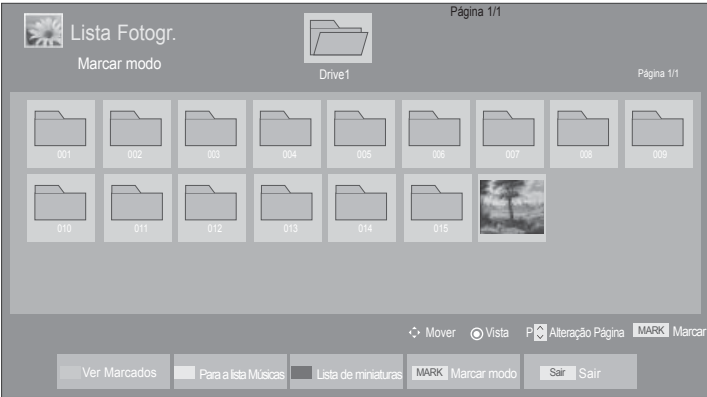 Página 1/1
Lista Fotogr.
Marcar modo
Drive1
Página 1/1
001 002 003 004 005 006 007 008 009
010 011 012 013 014 015
Mover Vista P Alteração Página MARK Marcar
Ver Marcados Para a lista Músicas Lista de miniaturas MARK Marcar modo Sair Sair